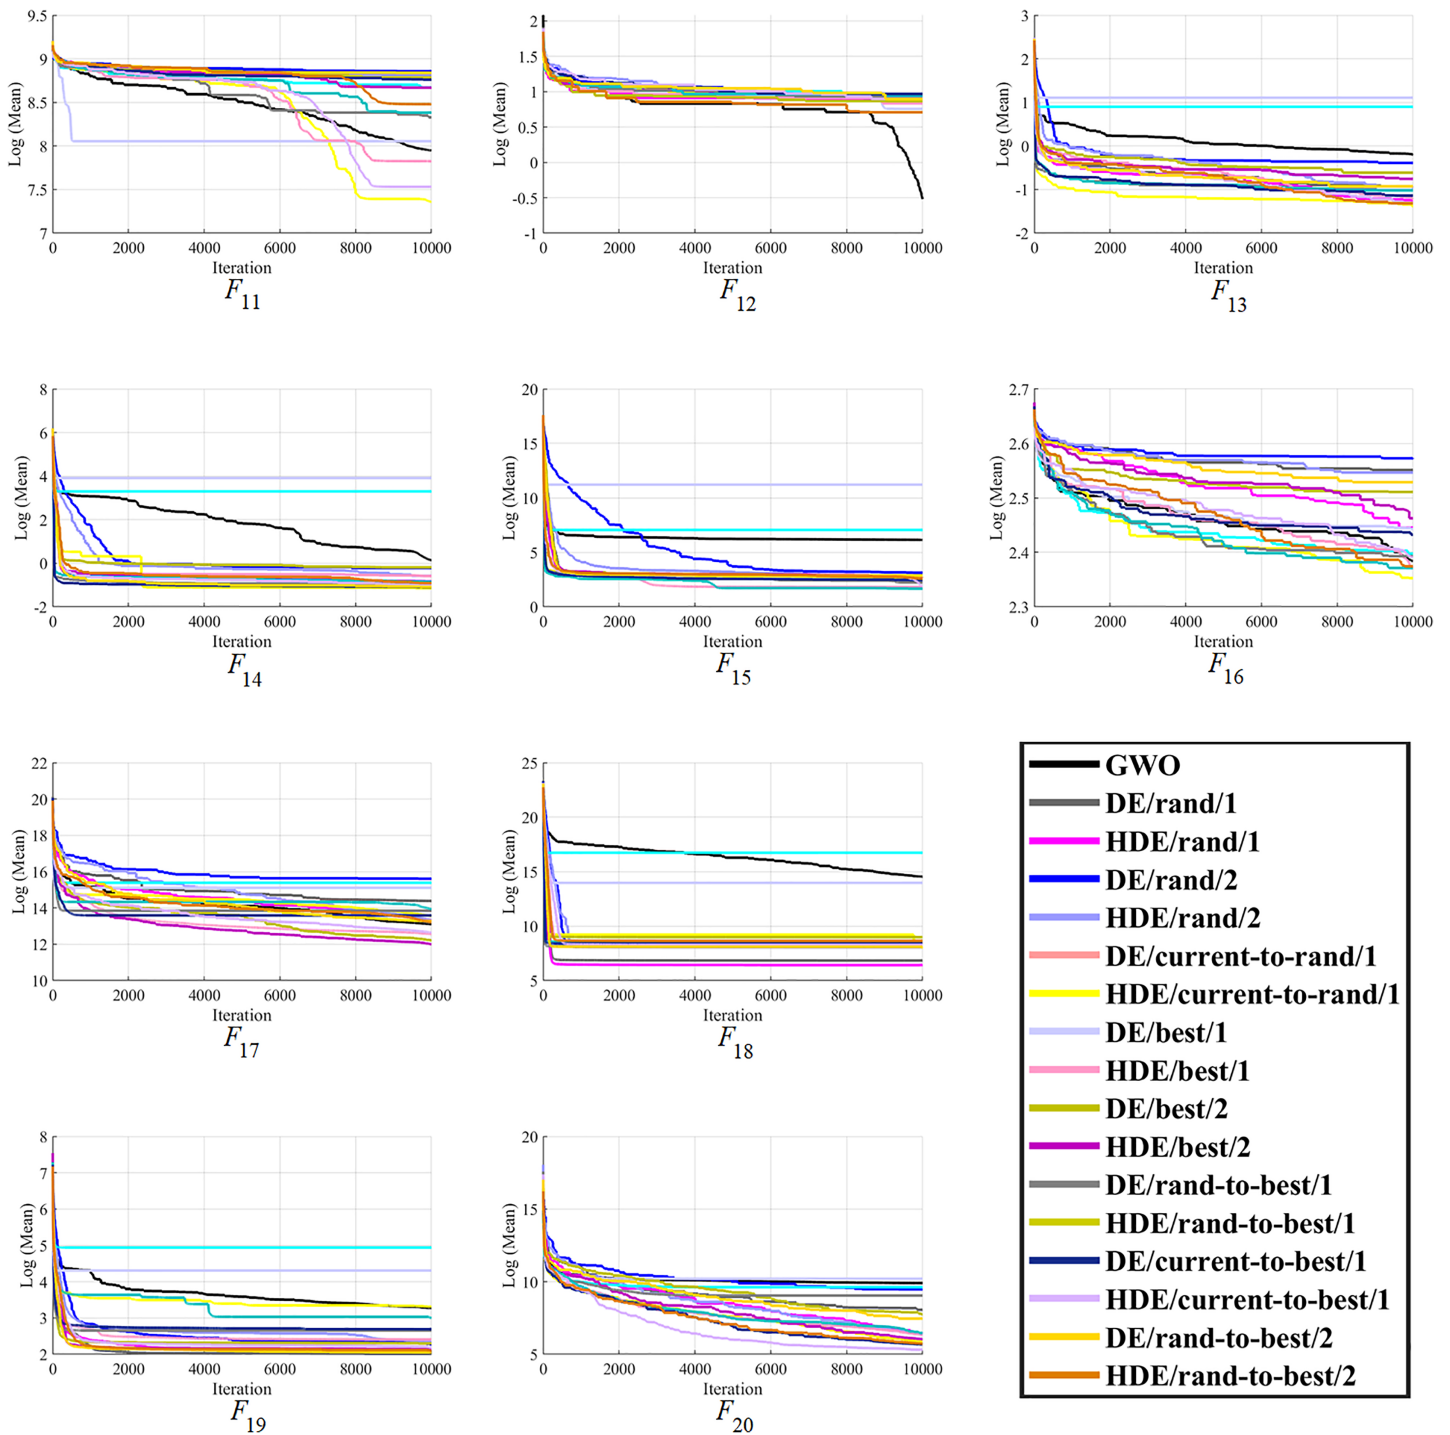 9.5
9
8.5
8
7.5
7
Log (Mean)
0 2000 4000 6000 8000 10000
Iteration
F11
2
1.5
1
0.5
0
-0.5
-1
Log (Mean)
0 2000 4000 6000 8000 10000
Iteration
F12
3
2
1
0
-1
-2
Log (Mean)
0 2000 4000 6000 8000 10000
Iteration
F13
8
6
4
2
0
-2
Log (Mean)
0 2000 4000 6000 8000 10000
Iteration
F14
20
15
10
5
0
Log (Mean)
0 2000 4000 6000 8000 10000
Iteration
F15
2.7
2.6
2.5
2.4
2.3
Log (Mean)
0 2000 4000 6000 8000 10000
Iteration
F16
22
20
18
16
14
12
10
Log (Mean)
0 2000 4000 6000 8000 10000
Iteration
F17
25
20
15
10
5
Log (Mean)
0 2000 4000 6000 8000 10000
Iteration
F18
GWO
DE/rand/1
HDE/rand/1
DE/rand/2
HDE/rand/2
DE/current-to-rand/1
HDE/current-to-rand/1
DE/best/1
HDE/best/1
DE/best/2
HDE/best/2
DE/rand-to-best/1
HDE/rand-to-best/1
DE/current-to-best/1
HDE/current-to-best/1
DE/rand-to-best/2
HDE/rand-to-best/2
8
7
6
5
4
3
2
Log (Mean)
0 2000 4000 6000 8000 10000
Iteration
F19
20
15
10
5
Log (Mean)
0 2000 4000 6000 8000 10000
Iteration
F20